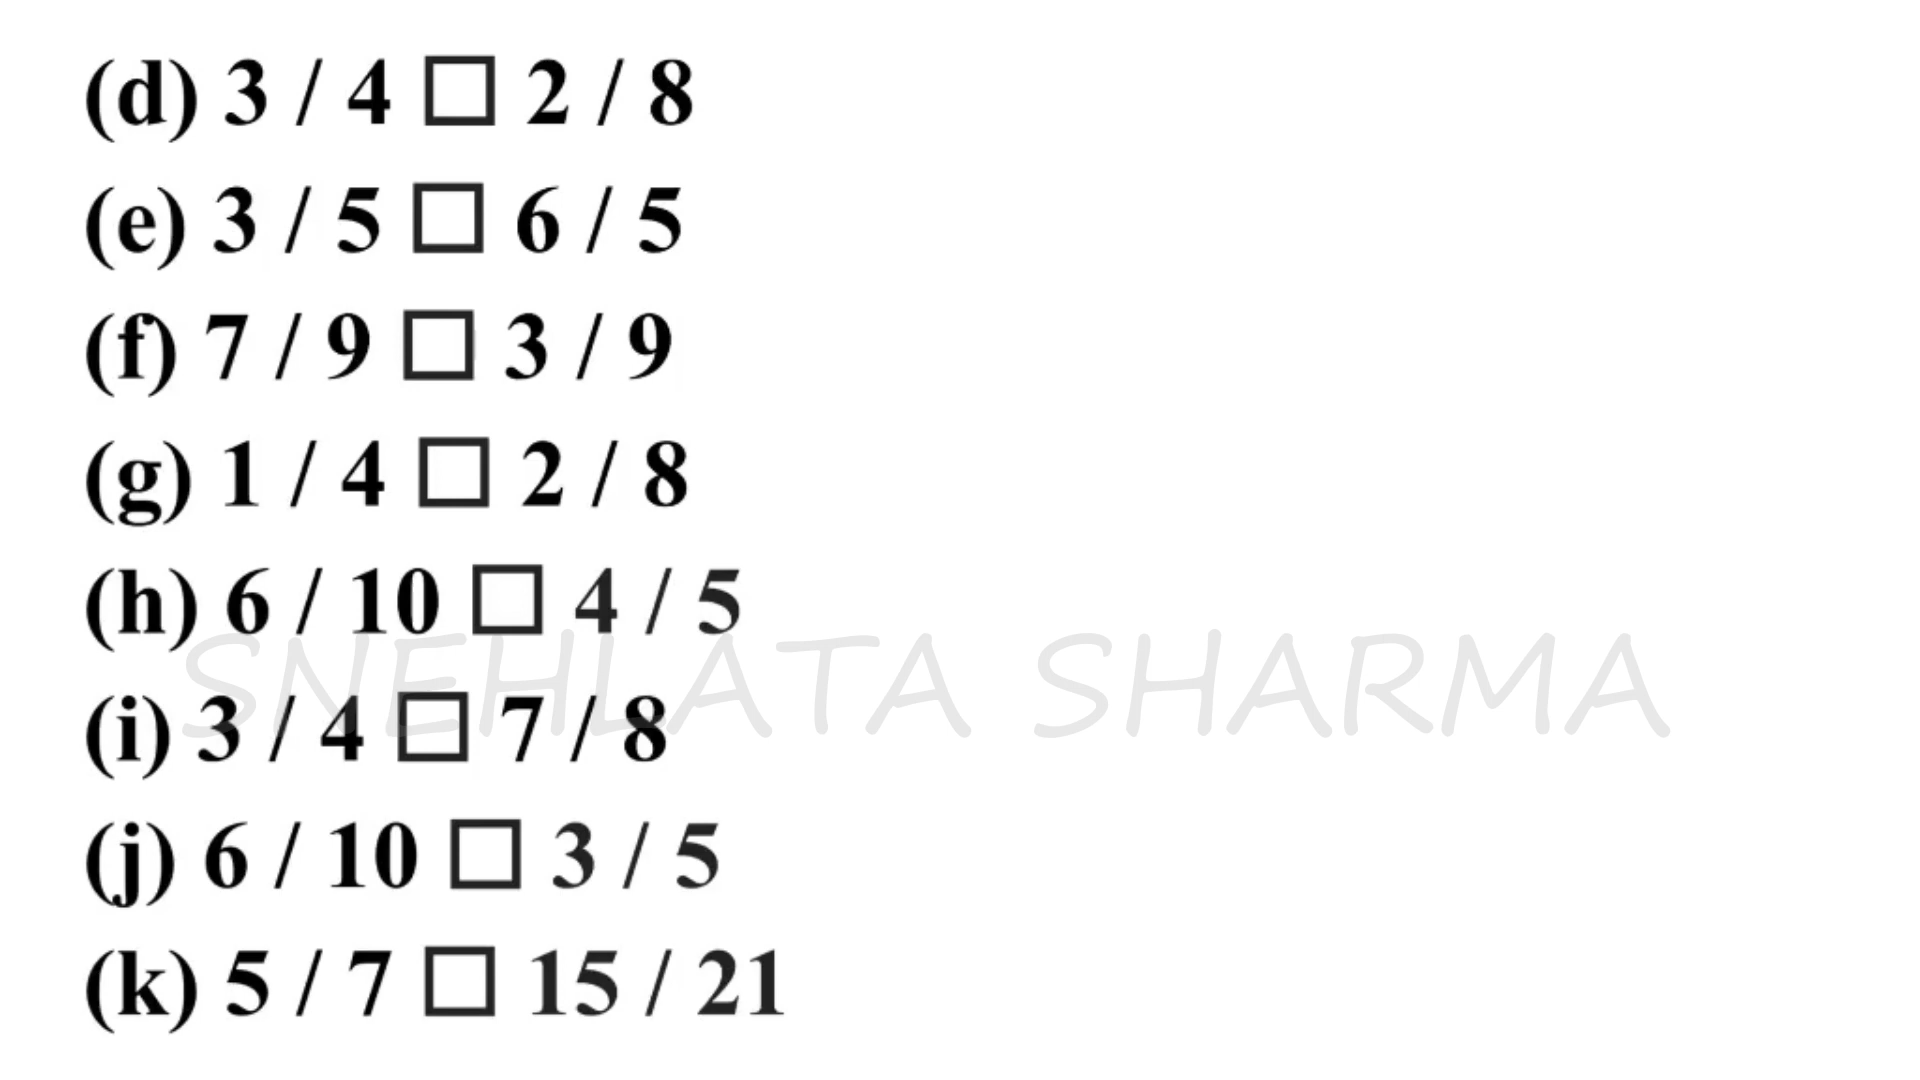 (d) 3 / 4 □ 2 / 8
(e) 3 / 5 □ 6 / 5
(f) 7 / 9 □ 3 / 9
(g) 1 / 4 □ 2 / 8
(h) 6 / 10 □ 4 / 5
SNEHLATA SHARMA
(i) 3 / 4 □ 7 / 8
(j) 6 / 10 □ 3 / 5
(k) 5 / 7 □ 15 / 21